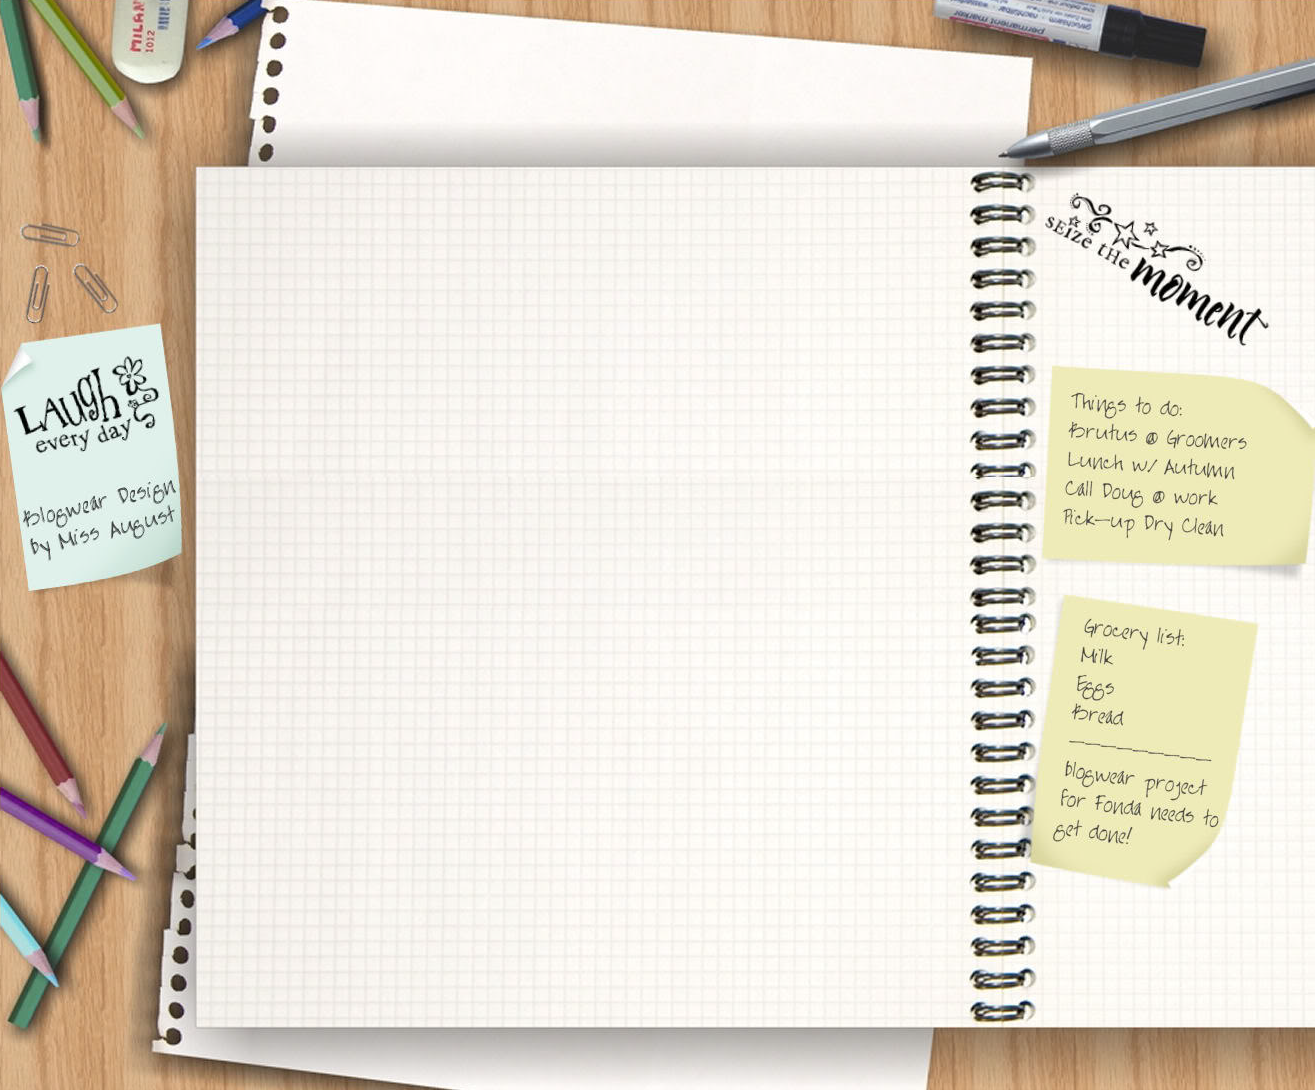 MILAN
1012
permanent marker
SEIZE THE
moment
LAUGH
every day
Blogwear Design
by Miss August
Things to do:
Brutus @ Groomers
Lunch w/ Autumn
Call Doug @ work
Pick-up Dry Clean
Grocery list:
Milk
Eggs
Bread
blogwear project
for Fonda needs to
get done!